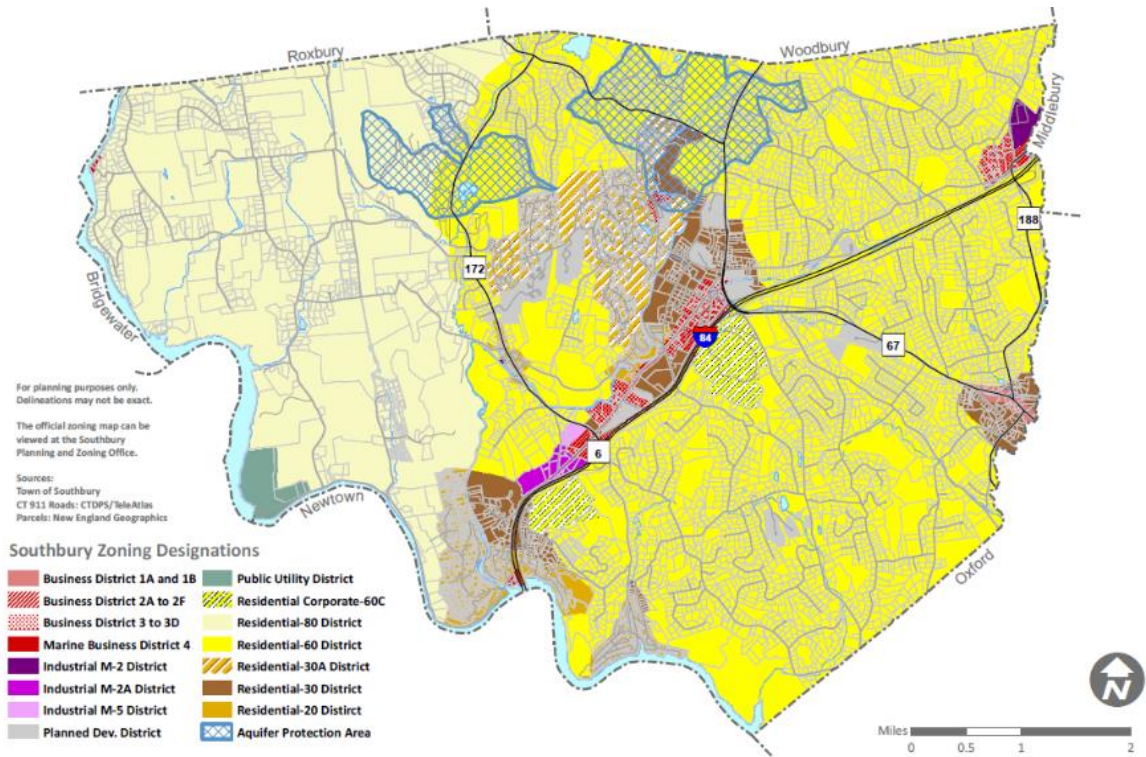 Roxbury
Woodbury
Middlebury
188
172
Bridgewater
84
67
For planning purposes only.
Delineations may not be exact.
The official zoning map can be
viewed at the Southbury
Planning and Zoning Office.
6
Sources:
Town of Southbury
CT 911 Roads: CTDPS/TeleAtlas
Parcels: New England Geographics
Newtown
Oxford
Southbury Zoning Designations
Business District 1A and 1B
Public Utility District
Business District 2A to 2F
Residential Corporate-60C
Business District 3 to 3D
Residential-80 District
Marine Business District 4
Residential-60 District
Industrial M-2 District
Residential-30A District
Industrial M-2A District
Residential-30 District
Industrial M-5 District
Residential-20 Distirct
Planned Dev. District
Aquifer Protection Area
N
Miles
0 0.5 1 2